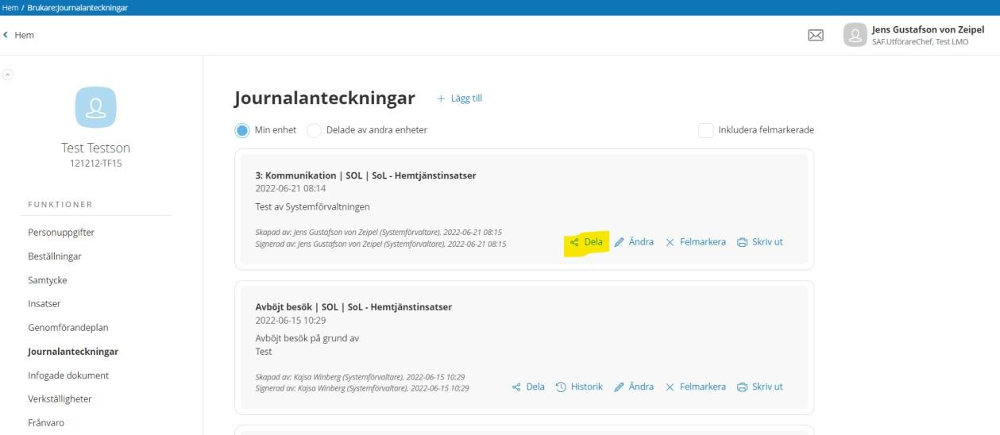 Hem / Brukare:Journalanteckningar
Hem
Jens Gustafson von Zeipel
SAF.UtförareChef, Test LMO
Test Testson
121212-TF15
FUNKTIONER
Personuppgifter
Beställningar
Samtycke
Insatser
Genomförandeplan
Journalanteckningar
Infogade dokument
Verkställigheter
Frånvaro
Journalanteckningar
Lägg till
Min enhet Delade av andra enheter Inkludera felmarkerade
3: Kommunikation | SOL | SoL - Hemtjänstinsatser
2022-06-21 08:14
Test av Systemförvaltningen
Skapad av: Jens Gustafson von Zeipel (Systemförvaltare), 2022-06-21 08:15
Signerad av: Jens Gustafson von Zeipel (Systemförvaltare), 2022-06-21 08:15
Dela Ändra Felmarkera Skriv ut
Avböjt besök | SOL | SoL - Hemtjänstinsatser
2022-06-15 10:29
Avböjt besök på grund av
Test
Skapad av: Kajsa Winberg (Systemförvaltare), 2022-06-15 10:29
Signerad av: Kajsa Winberg (Systemförvaltare), 2022-06-15 10:29
Dela Historik Ändra Felmarkera Skriv ut